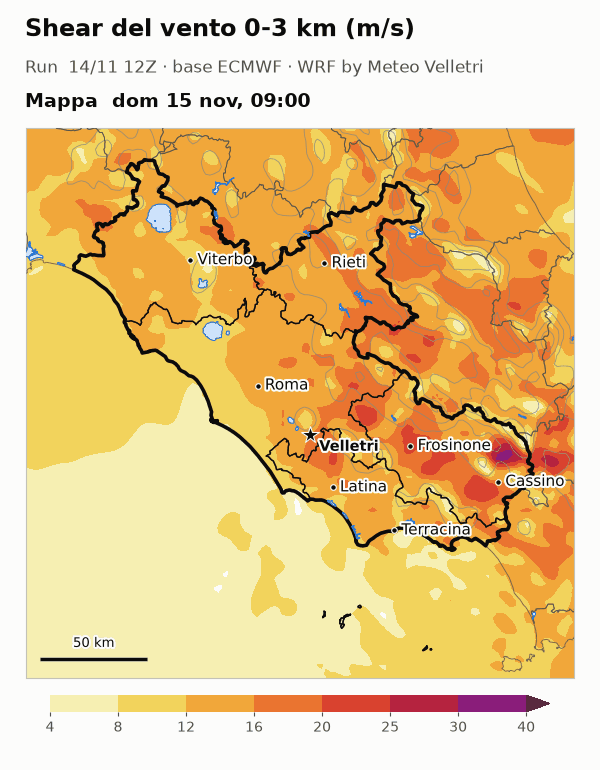 Shear del vento 0-3 km (m/s)
Run  14/11 12Z · base ECMWF · WRF by Meteo Velletri
Mappa  dom 15 nov, 09:00
Viterbo
Rieti
Roma
Velletri
Frosinone
Cassino
Latina
Terracina
50 km
4 8 12 16 20 25 30 40